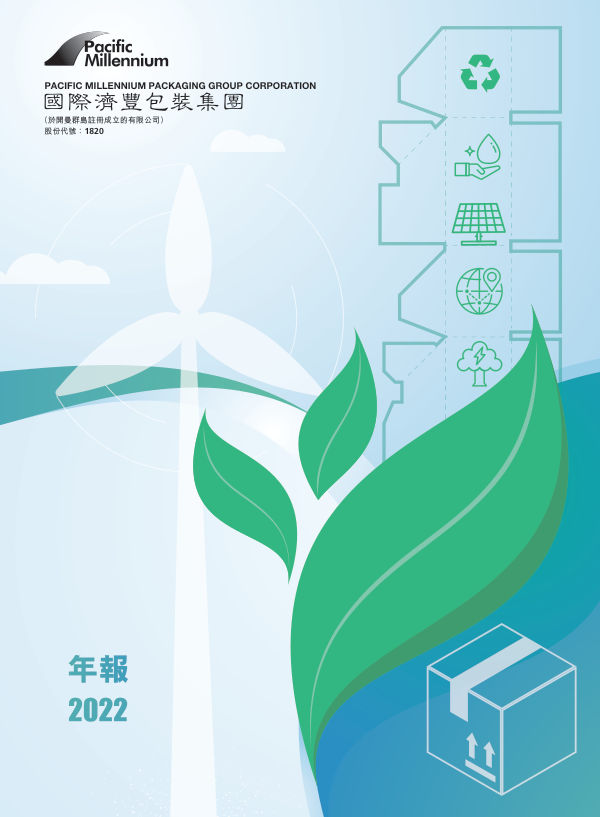 Pacific
Millennium
PACIFIC MILLENNIUM PACKAGING GROUP CORPORATION
國際濟豐包裝集團
(於開曼群島註冊成立的有限公司)
股份代號：1820
年報
2022